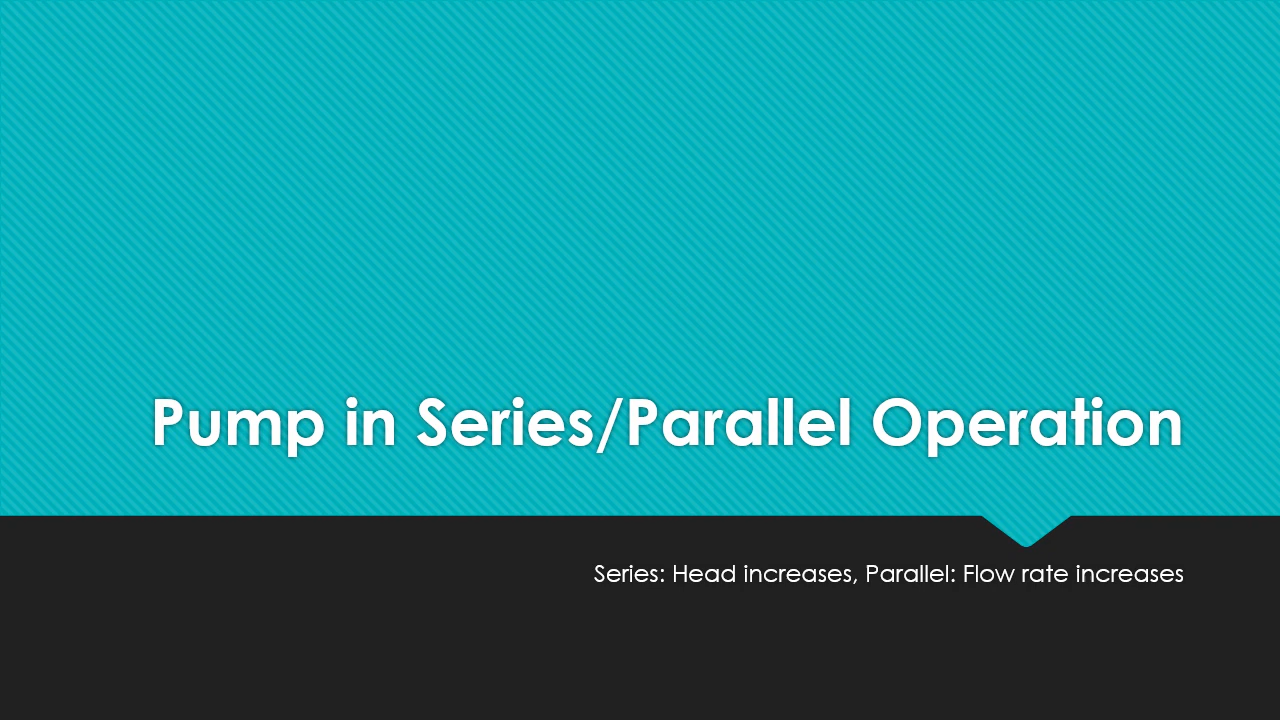 Pump in Series/Parallel Operation
Series: Head increases, Parallel: Flow rate increases